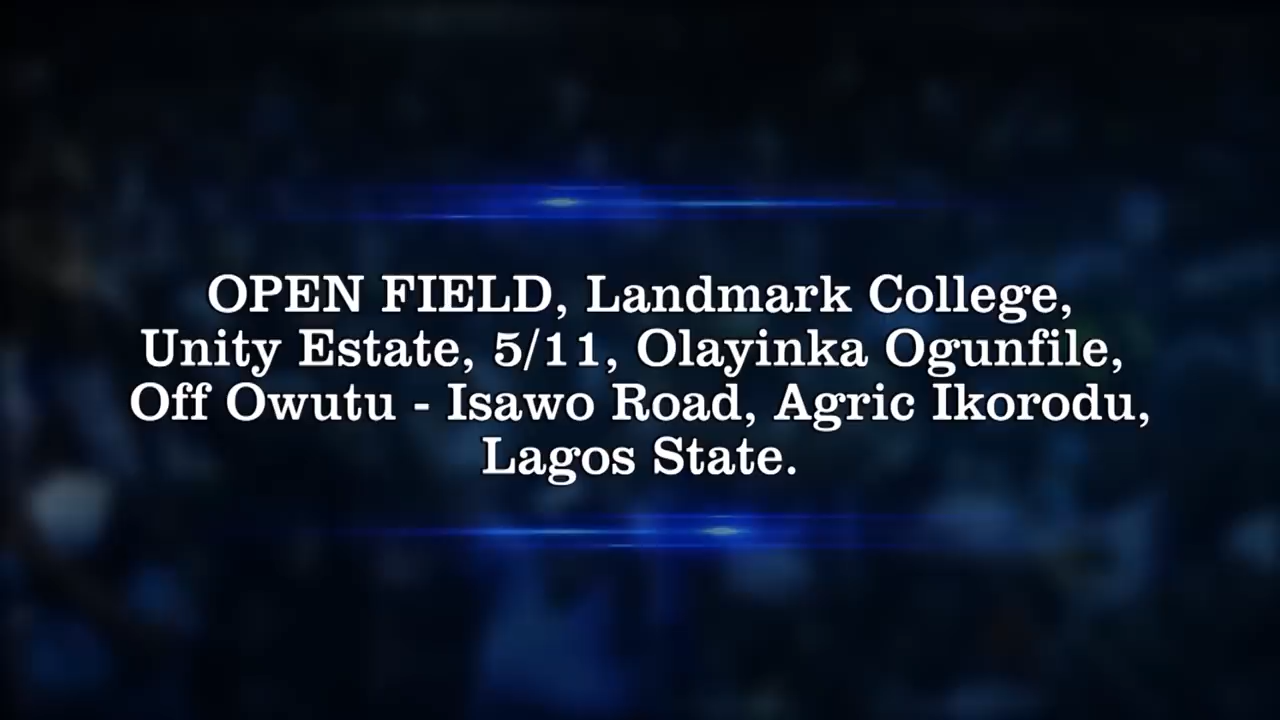 OPEN FIELD, Landmark College,
Unity Estate, 5/11, Olayinka Ogunfile,
Off Owutu - Isawo Road, Agric Ikorodu,
Lagos State.